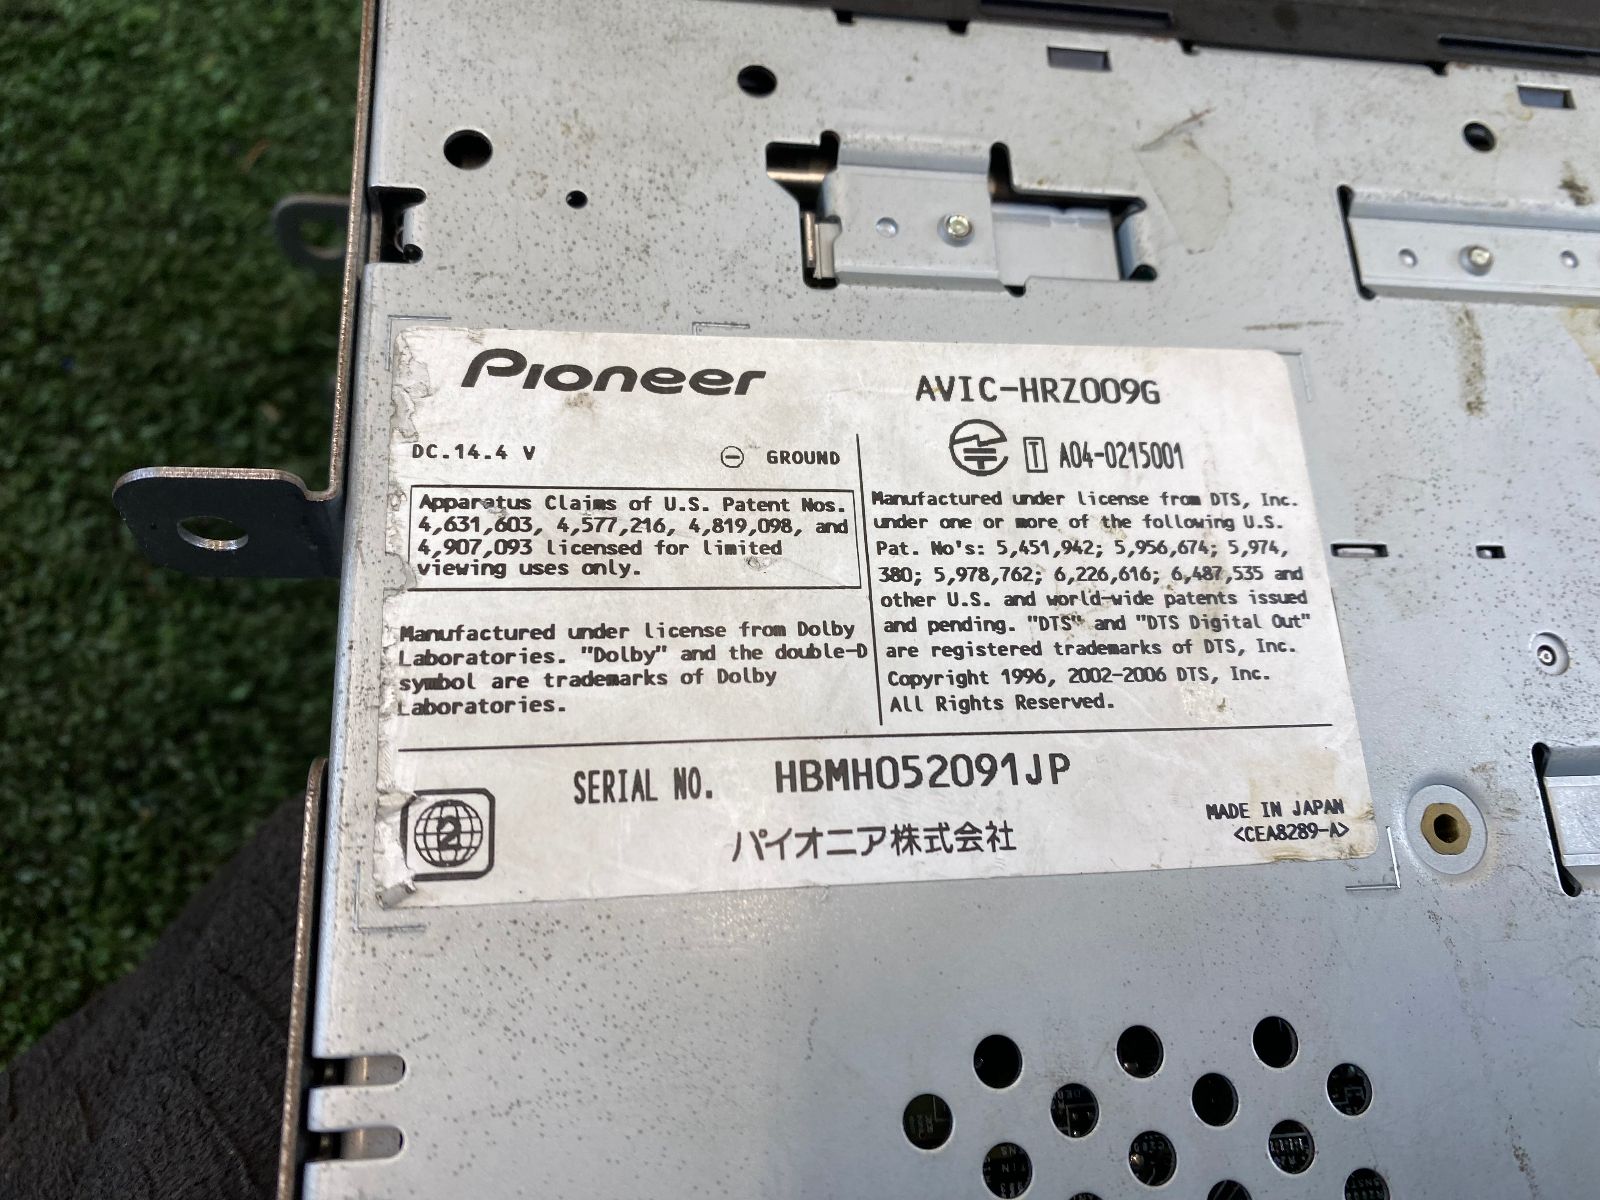 Pioneer
AVIC-HRZ009G
DC.14.4 V
⊖ GROUND
T A04-0215001
Apparatus Claims of U.S. Patent Nos.
4,631,603, 4,577,216, 4,819,098, and
4,907,093 licensed for limited
viewing uses only.
Manufactured under license from Dolby
Laboratories. "Dolby" and the double-D
symbol are trademarks of Dolby
Laboratories.
Manufactured under license from DTS, Inc.
under one or more of the following U.S.
Pat. No's: 5,451,942; 5,956,674; 5,974,
380; 5,978,762; 6,226,616; 6,487,535 and
other U.S. and world-wide patents issued
and pending. "DTS" and "DTS Digital Out"
are registered trademarks of DTS, Inc.
Copyright 1996, 2002-2006 DTS, Inc.
All Rights Reserved.
2
SERIAL NO. HBMH052091JP
パイオニア株式会社
MADE IN JAPAN
<CEA8289-A>